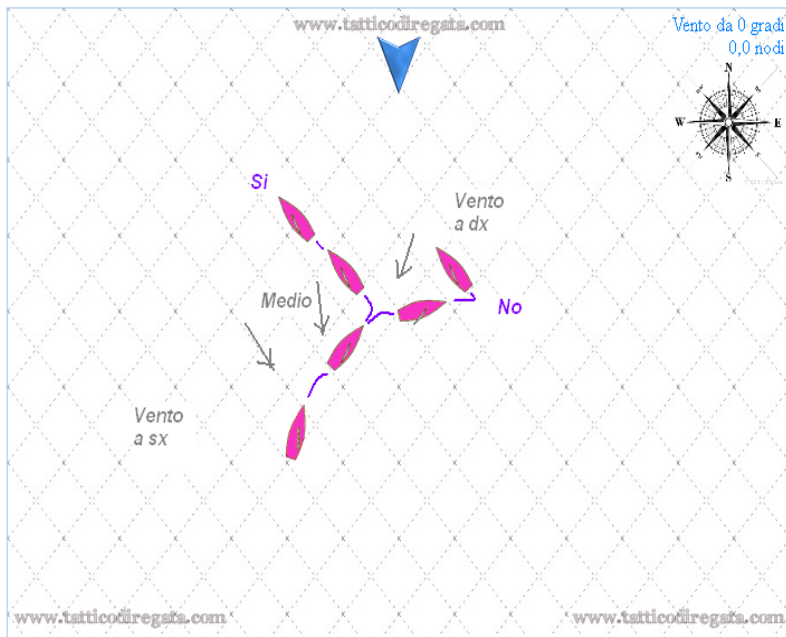 www.tatticodiregata.com
Vento da 0 gradi
0,0 nodi
N
W
E
S
Si
Vento
a dx
Medio
No
Vento
a sx
www.tatticodiregata.com
www.tatticodiregata.com